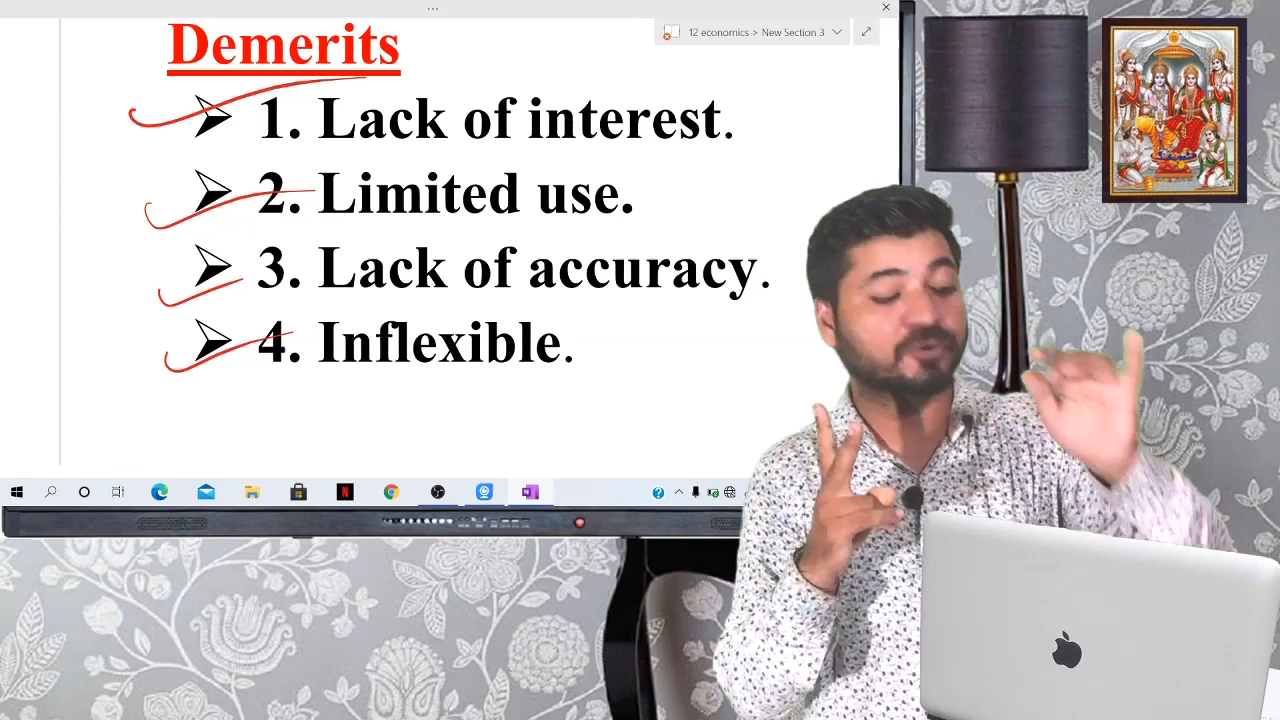 12 economics > New Section 3
Demerits
➢ 1. Lack of interest.
➢ 2. Limited use.
➢ 3. Lack of accuracy.
➢ 4. Inflexible.